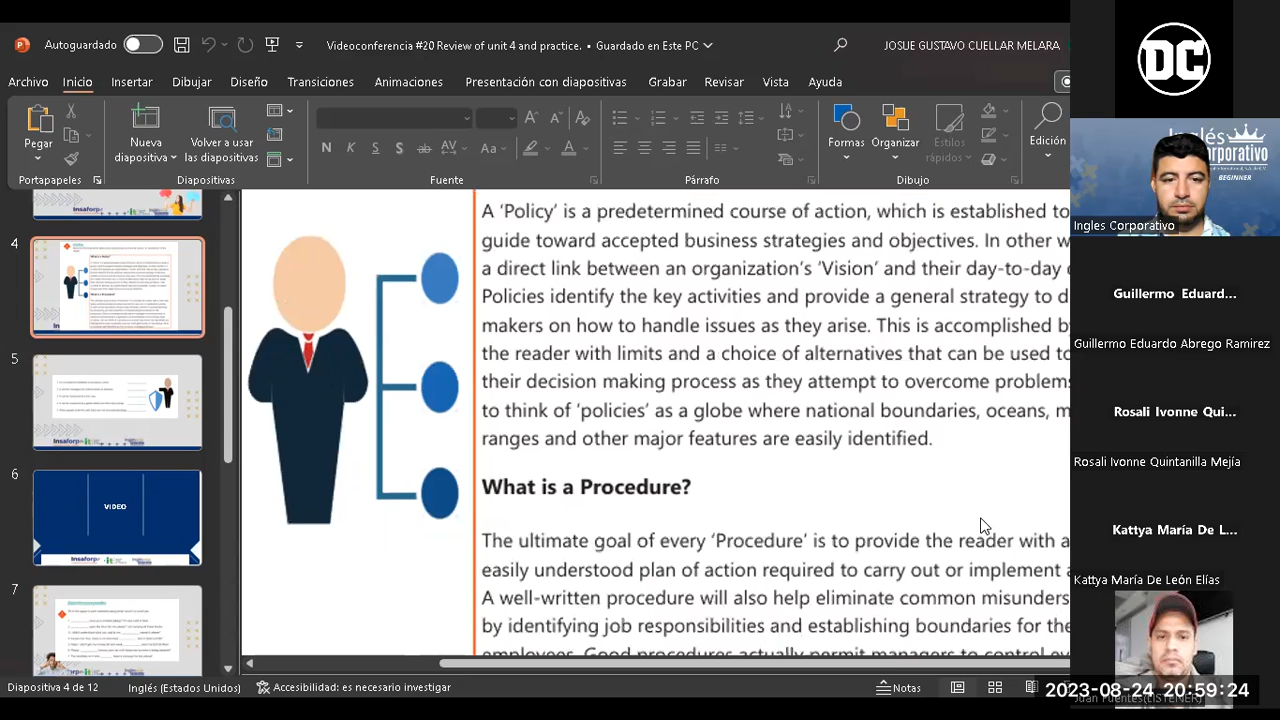 Autoguardado
Videoconferencia #20 Review of unit 4 and practice. • Guardado en Este PC
JOSUE GUSTAVO CUELLAR MELARA
Archivo Inicio Insertar Dibujar Diseño Transiciones Animaciones Presentación con diapositivas Grabar Revisar Vista Ayuda
Pegar
Nueva diapositiva
Volver a usar las diapositivas
Formas
Organizar
Estilos rápidos
Edición
N K S S ab AV Aa A
Portapapeles
Diapositivas
Fuente
Párrafo
Dibujo
4
5
6
VIDEO
7
A ‘Policy’ is a predetermined course of action, which is established to
guide toward accepted business strategies and objectives. In other w
a direct link between an organization’s ‘vision’ and their day-to-day
Policies identify the key activities and provide a general strategy to d
makers on how to handle issues as they arise. This is accomplished by
the reader with limits and a choice of alternatives that can be used to
their decision making process as they attempt to overcome problems
to think of ‘policies’ as a globe where national boundaries, oceans, m
ranges and other major features are easily identified.
What is a Procedure?
The ultimate goal of every ‘Procedure’ is to provide the reader with a
easily understood plan of action required to carry out or implement a
A well-written procedure will also help eliminate common misunders
by identifying job responsibilities and establishing boundaries for the
Diapositiva 4 de 12
Inglés (Estados Unidos)
Accesibilidad: es necesario investigar
Notas
DC
Inglés
Corporativo
BEGINNER
Ingles Corporativo
Guillermo Eduard...
Guillermo Eduardo Abrego Ramirez
Rosali Ivonne Qui...
Rosali Ivonne Quintanilla Mejía
Kattya María De L...
Kattya María De León Elías
2023-08-24 20:59:24
Juan Fuentes(LISTENER)